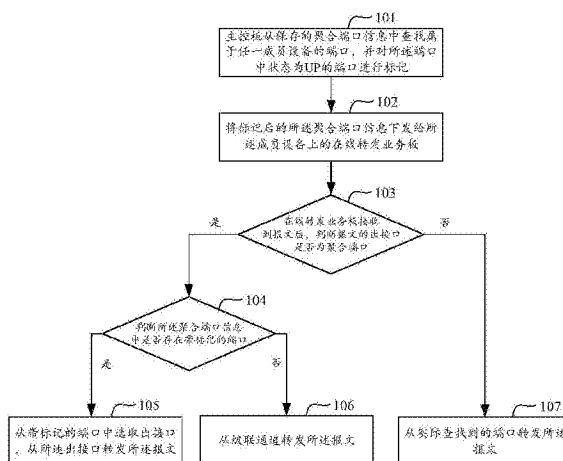 101
主控板从保存的聚合端口信息中查找属
于任一成员设备的端口，并对所述端口
中状态为UP的端口进行标记
102
将标记后的所述聚合端口信息下发给所
述成员设备上的在线转发业务板
103
在线转发业务板接收
到报文后，判断报文的出接口
是否为聚合端口
是
否
104
判断所述聚合端口信息
中是否存在带标记的端口
是
否
105
从带标记的端口中选取出接口，
从所述出接口转发所述报文
106
从级联通道转发所述报文
107
从实际查找到的端口转发所述
报文